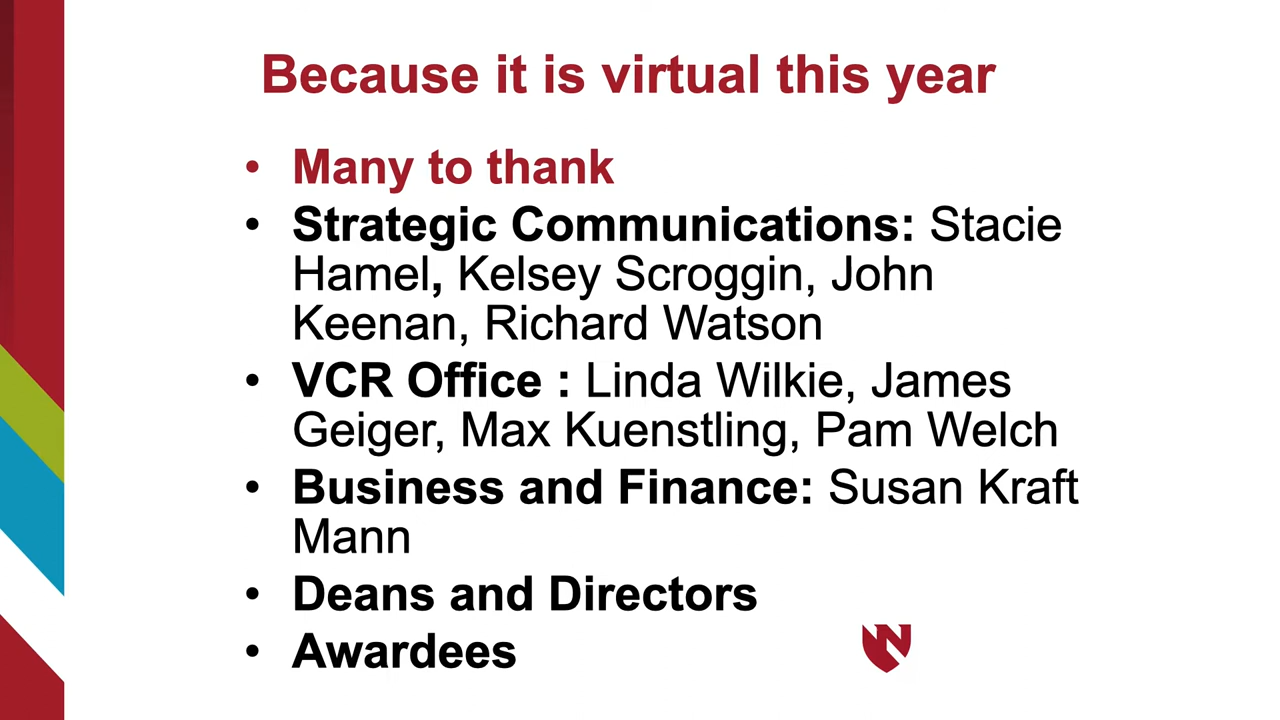 Because it is virtual this year
• Many to thank
• Strategic Communications: Stacie
Hamel, Kelsey Scroggin, John
Keenan, Richard Watson
• VCR Office : Linda Wilkie, James
Geiger, Max Kuenstling, Pam Welch
• Business and Finance: Susan Kraft
Mann
• Deans and Directors
• Awardees